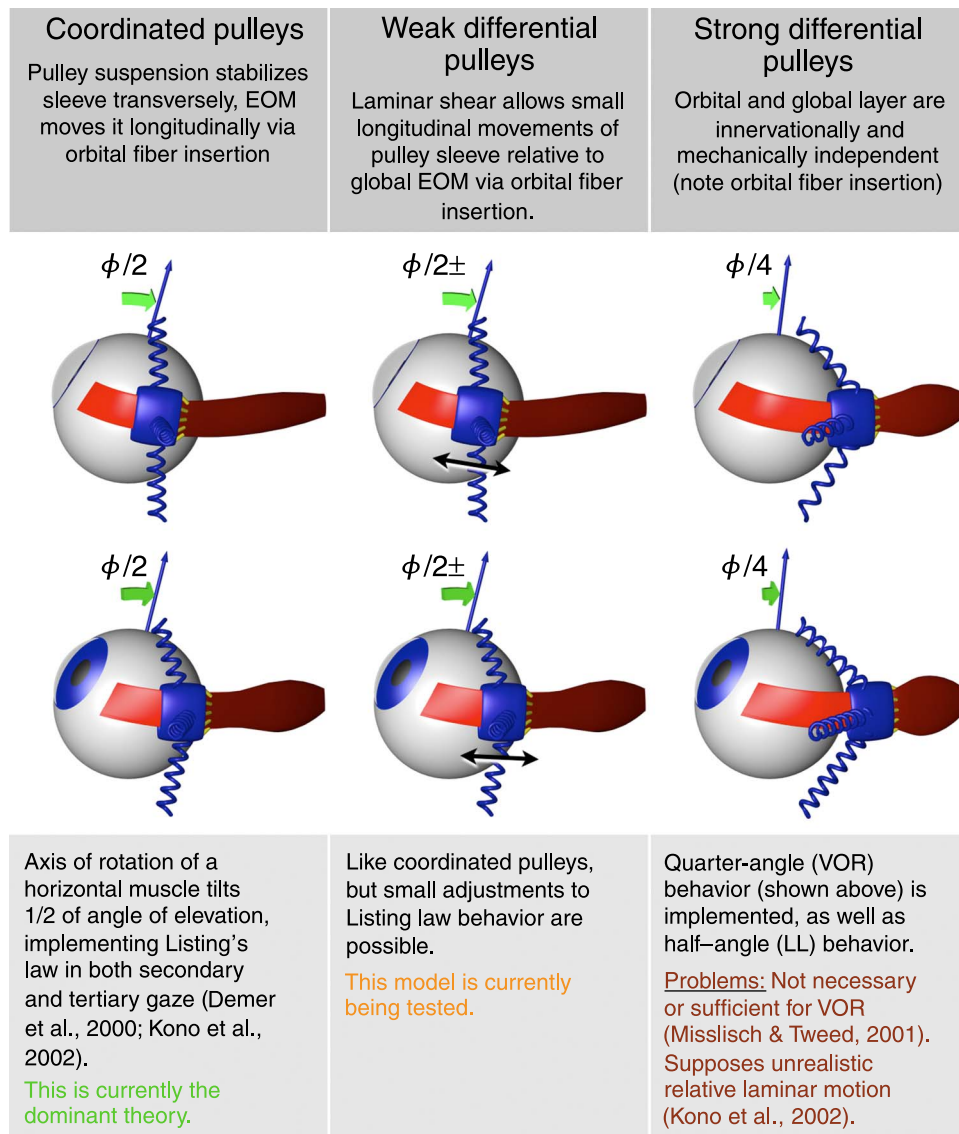 Coordinated pulleys
Pulley suspension stabilizes
sleeve transversely, EOM
moves it longitudinally via
orbital fiber insertion
Weak differential
pulleys
Laminar shear allows small
longitudinal movements of
pulley sleeve relative to
global EOM via orbital fiber
insertion.
Strong differential
pulleys
Orbital and global layer are
innervationally and
mechanically independent
(note orbital fiber insertion)
ϕ/2
ϕ/2±
ϕ/4
ϕ/2
ϕ/2±
ϕ/4
Axis of rotation of a
horizontal muscle tilts
1/2 of angle of elevation,
implementing Listing's
law in both secondary
and tertiary gaze (Demer
et al., 2000; Kono et al.,
2002).
This is currently the
dominant theory.
Like coordinated pulleys,
but small adjustments to
Listing law behavior are
possible.
This model is currently
being tested.
Quarter-angle (VOR)
behavior (shown above) is
implemented, as well as
half–angle (LL) behavior.
Problems: Not necessary
or sufficient for VOR
(Misslisch & Tweed, 2001).
Supposes unrealistic
relative laminar motion
(Kono et al., 2002).